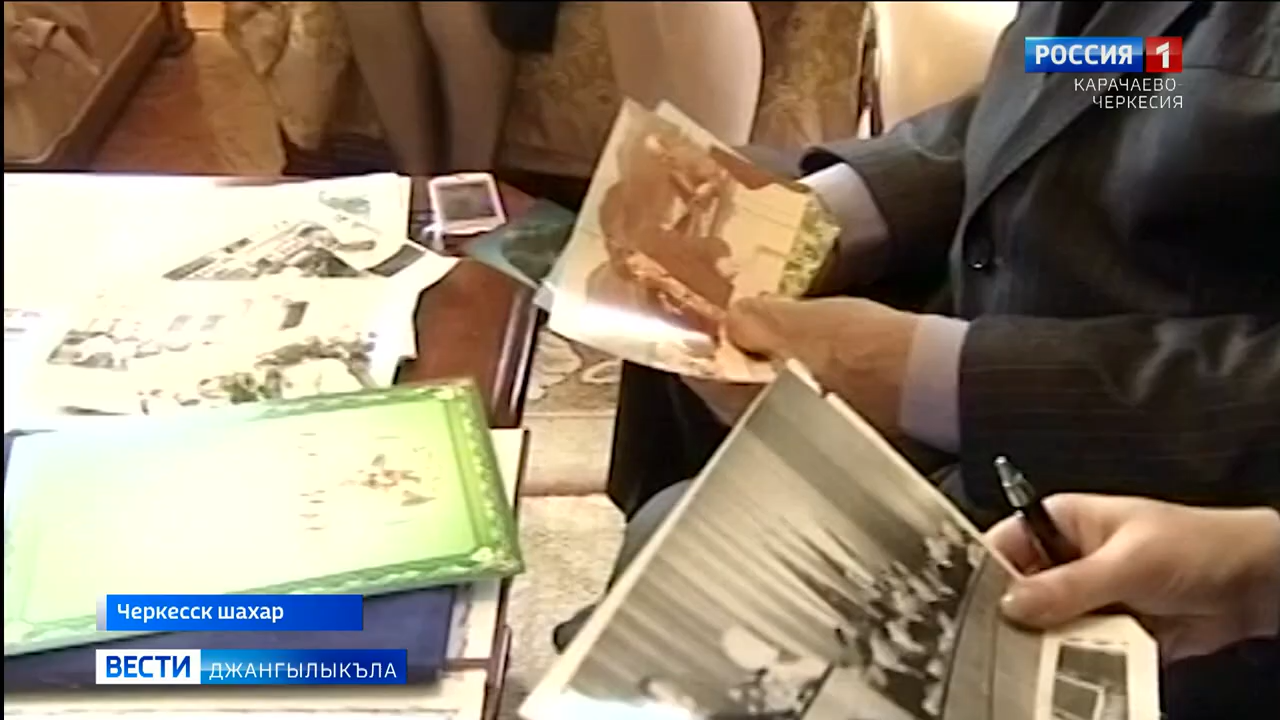 РОССИЯ 1
КАРАЧАЕВО-
ЧЕРКЕСИЯ
Черкесск шахар
ВЕСТИ ДЖАНГЫЛЫКЪЛА